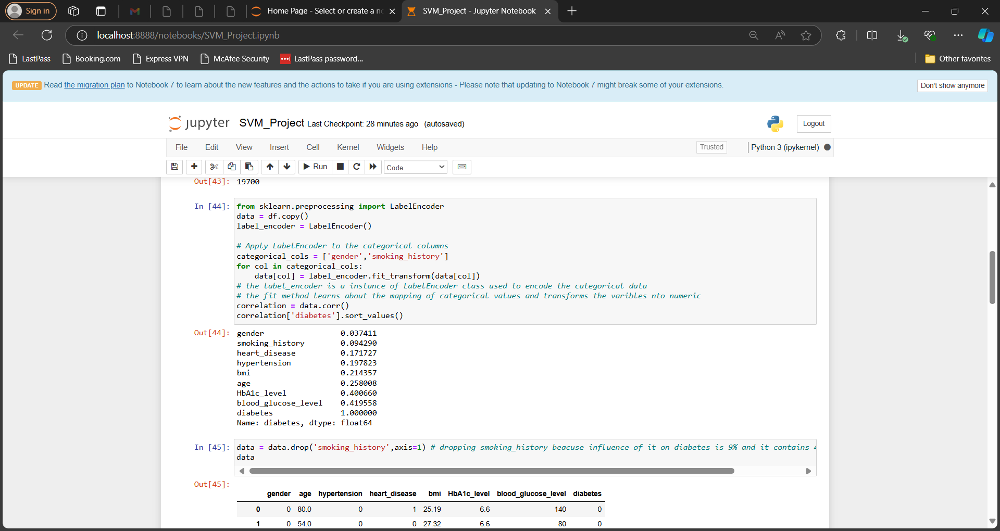 Sign in
Home Page - Select or create a n
SVM_Project - Jupyter Notebook
localhost:8888/notebooks/SVM_Project.ipynb
LastPass
Booking.com
Express VPN
McAfee Security
LastPass password...
Other favorites
UPDATE Read the migration plan to Notebook 7 to learn about the new features and the actions to take if you are using extensions - Please note that updating to Notebook 7 might break some of your extensions.
Don't show anymore
jupyter SVM_Project Last Checkpoint: 28 minutes ago (autosaved)
Logout
File Edit View Insert Cell Kernel Widgets Help
Trusted
Python 3 (ipykernel)
Run
Code
Out[43]: 19700
In [44]: from sklearn.preprocessing import LabelEncoder
data = df.copy()
label_encoder = LabelEncoder()
# Apply LabelEncoder to the categorical columns
categorical_cols = ['gender','smoking_history']
for col in categorical_cols:
data[col] = label_encoder.fit_transform(data[col])
# the label_encoder is a instance of LabelEncoder class used to encode the categorical data
# the fit method learns about the mapping of categorical values and transforms the varibles nto numeric
correlation = data.corr()
correlation['diabetes'].sort_values()
Out[44]: gender 0.037411
smoking_history 0.094290
heart_disease 0.171727
hypertension 0.197823
bmi 0.214357
age 0.258008
HbA1c_level 0.400660
blood_glucose_level 0.419558
diabetes 1.000000
Name: diabetes, dtype: float64
In [45]: data = data.drop('smoking_history',axis=1) # dropping smoking_history beacuse influence of it on diabetes is 9% and it contains
data
Out[45]:
gender age hypertension heart_disease bmi HbA1c_level blood_glucose_level diabetes
0 0 80.0 0 1 25.19 6.6 140 0
1 0 54.0 0 0 27.32 6.6 80 0